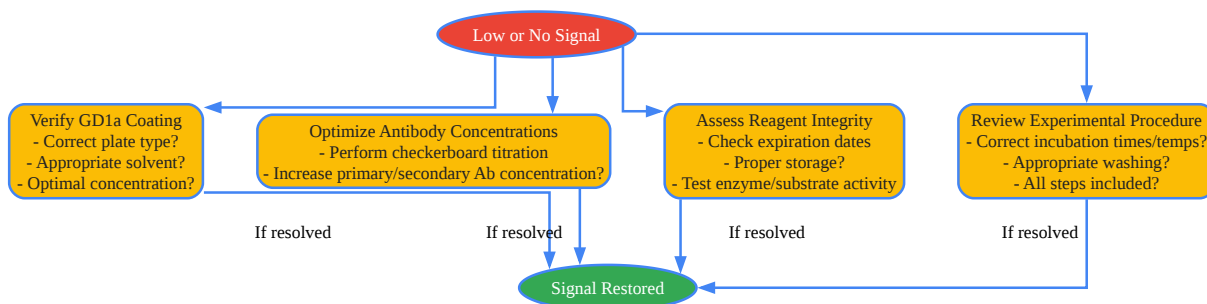 Low or No Signal
Verify GD1a Coating
- Correct plate type?
- Appropriate solvent?
- Optimal concentration?
Optimize Antibody Concentrations
- Perform checkerboard titration
- Increase primary/secondary Ab concentration?
Assess Reagent Integrity
- Check expiration dates
- Proper storage?
- Test enzyme/substrate activity
Review Experimental Procedure
- Correct incubation times/temps?
- Appropriate washing?
- All steps included?
If resolved
If resolved
If resolved
If resolved
Signal Restored